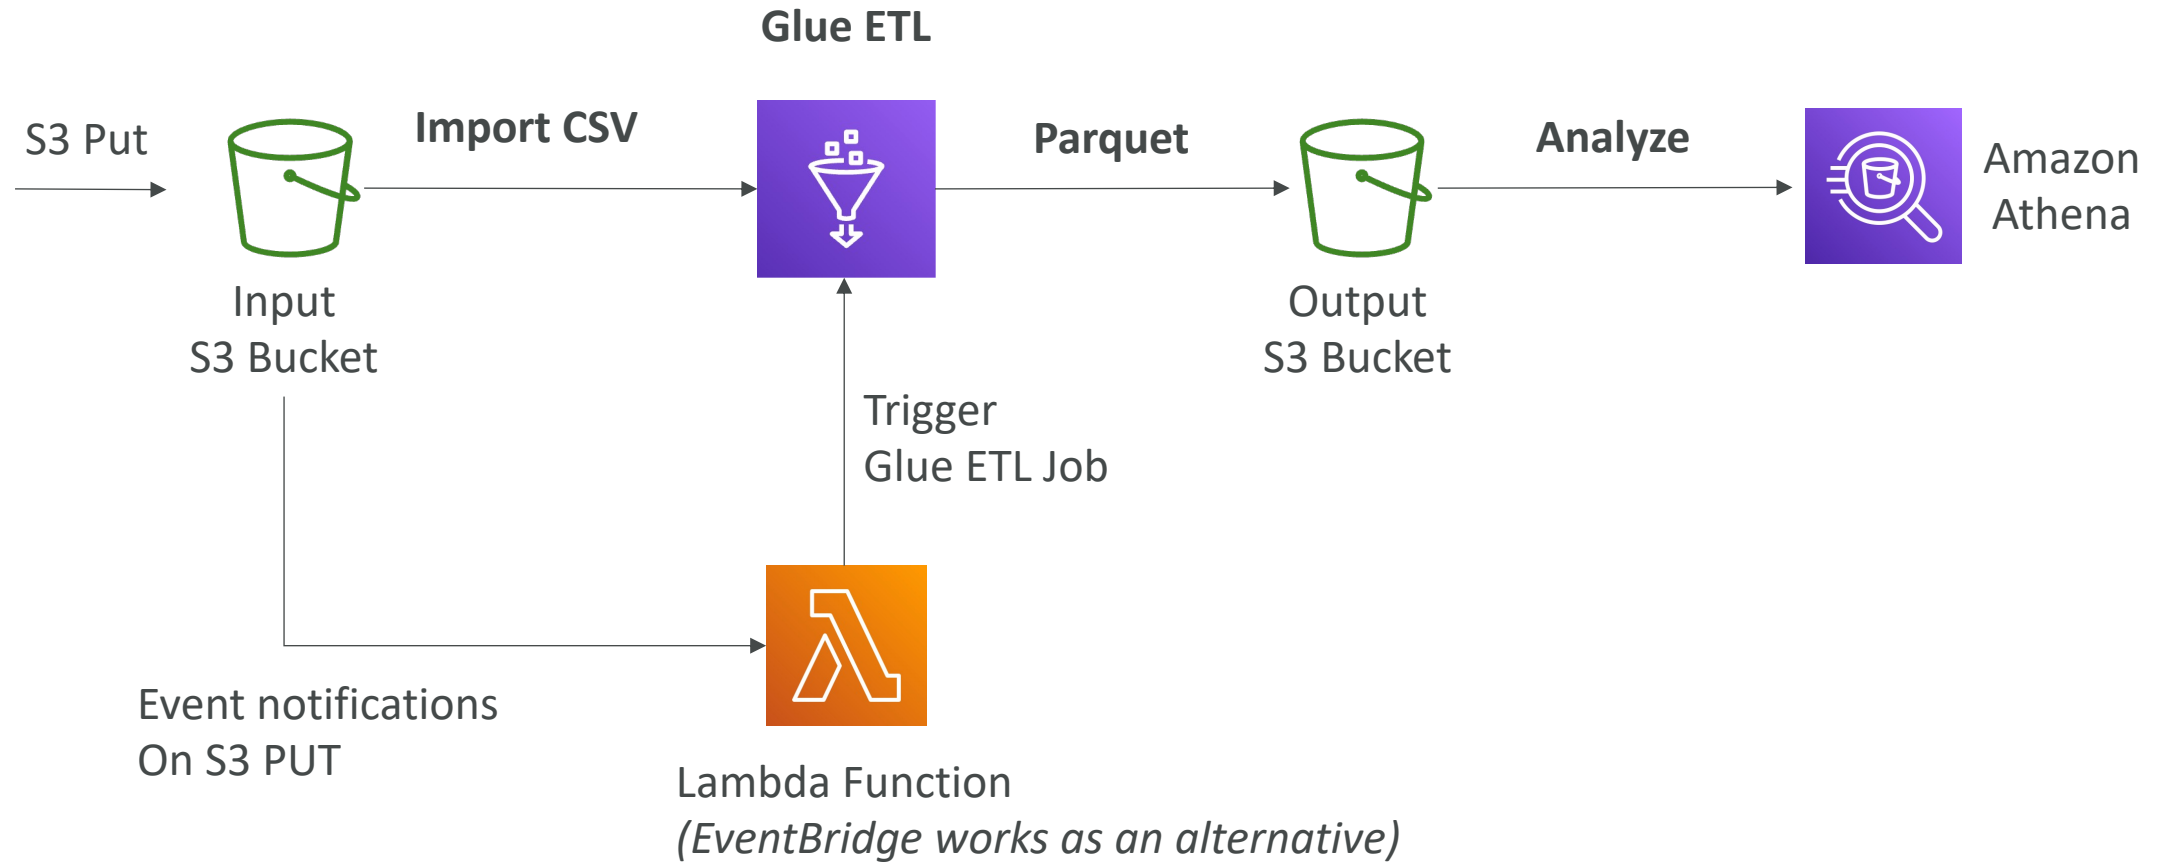 Glue ETL
S3 Put
Import CSV
Parquet
Analyze
Amazon
Athena
Input
S3 Bucket
Output
S3 Bucket
Trigger
Glue ETL Job
Event notifications
On S3 PUT
Lambda Function
(EventBridge works as an alternative)